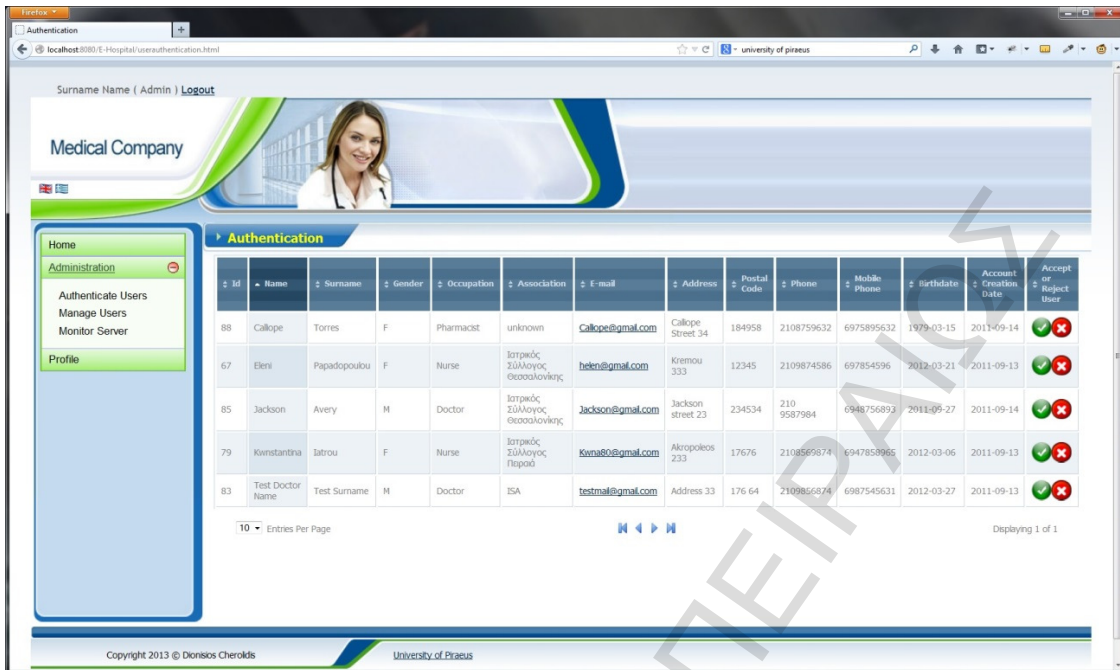 Firefox
Authentication
localhost:8080/E-Hospital/userauthentication.html
university of piraeus
Surname Name ( Admin ) Logout
Medical Company
Home
Administration
Authenticate Users
Manage Users
Monitor Server
Profile
Authentication
Id Name Surname Gender Occupation Association E-mail Address Postal Code Phone Mobile Phone Birthdate Account Creation Date Accept or Reject User
88 Caliope Torres F Pharmacist unknown Caliope@gmail.com Caliope Street 34 184958 2108759632 6975895632 1979-03-15 2011-09-14
67 Eleni Papadopoulou F Nurse Ιατρικός Σύλλογος Θεσσαλονίκης helen@gmail.com Kremou 333 12345 2109874586 697854596 2012-03-21 2011-09-13
85 Jackson Avery M Doctor Ιατρικός Σύλλογος Θεσσαλονίκης Jackson@gmail.com Jackson street 23 234534 210 9587984 6948756893 2011-09-27 2011-09-14
79 Kwnstantina Iatrou F Nurse Ιατρικός Σύλλογος Πειραιά Kwna80@gmail.com Akropoleos 233 17676 2108569874 6947858965 2012-03-06 2011-09-13
83 Test Doctor Name Test Surname M Doctor ISA testmail@gmail.com Address 33 176 64 2109856874 6987545631 2012-03-27 2011-09-13
10 Entries Per Page
Displaying 1 of 1
Copyright 2013 © Dionisios Cherolidis
University of Piraeus
ΠΕΙΡΑΙΩΣ